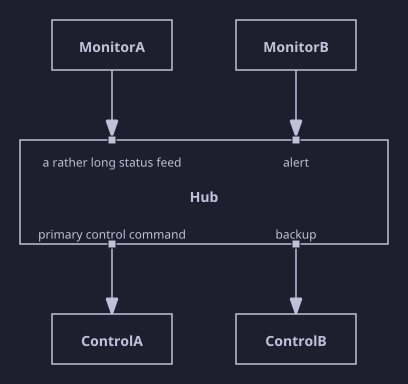 MonitorA
MonitorB
a rather long status feed
alert
Hub
primary control command
backup
ControlA
ControlB